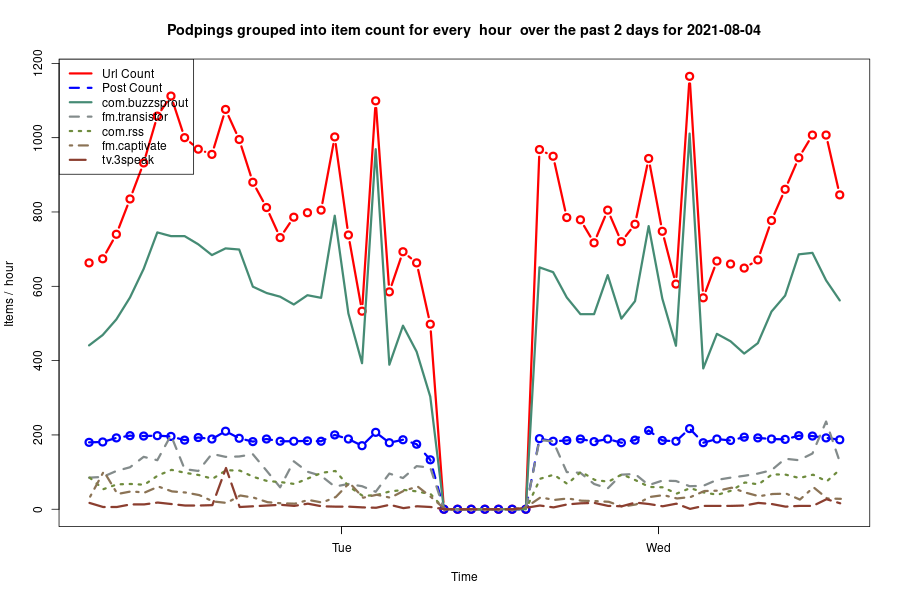 Podpings grouped into item count for every  hour  over the past 2 days for 2021-08-04
1200
1000
800
600
400
200
0
Items /  hour
Url Count
Post Count
com.buzzsprout
fm.transistor
com.rss
fm.captivate
tv.3speak
Tue
Wed
Time